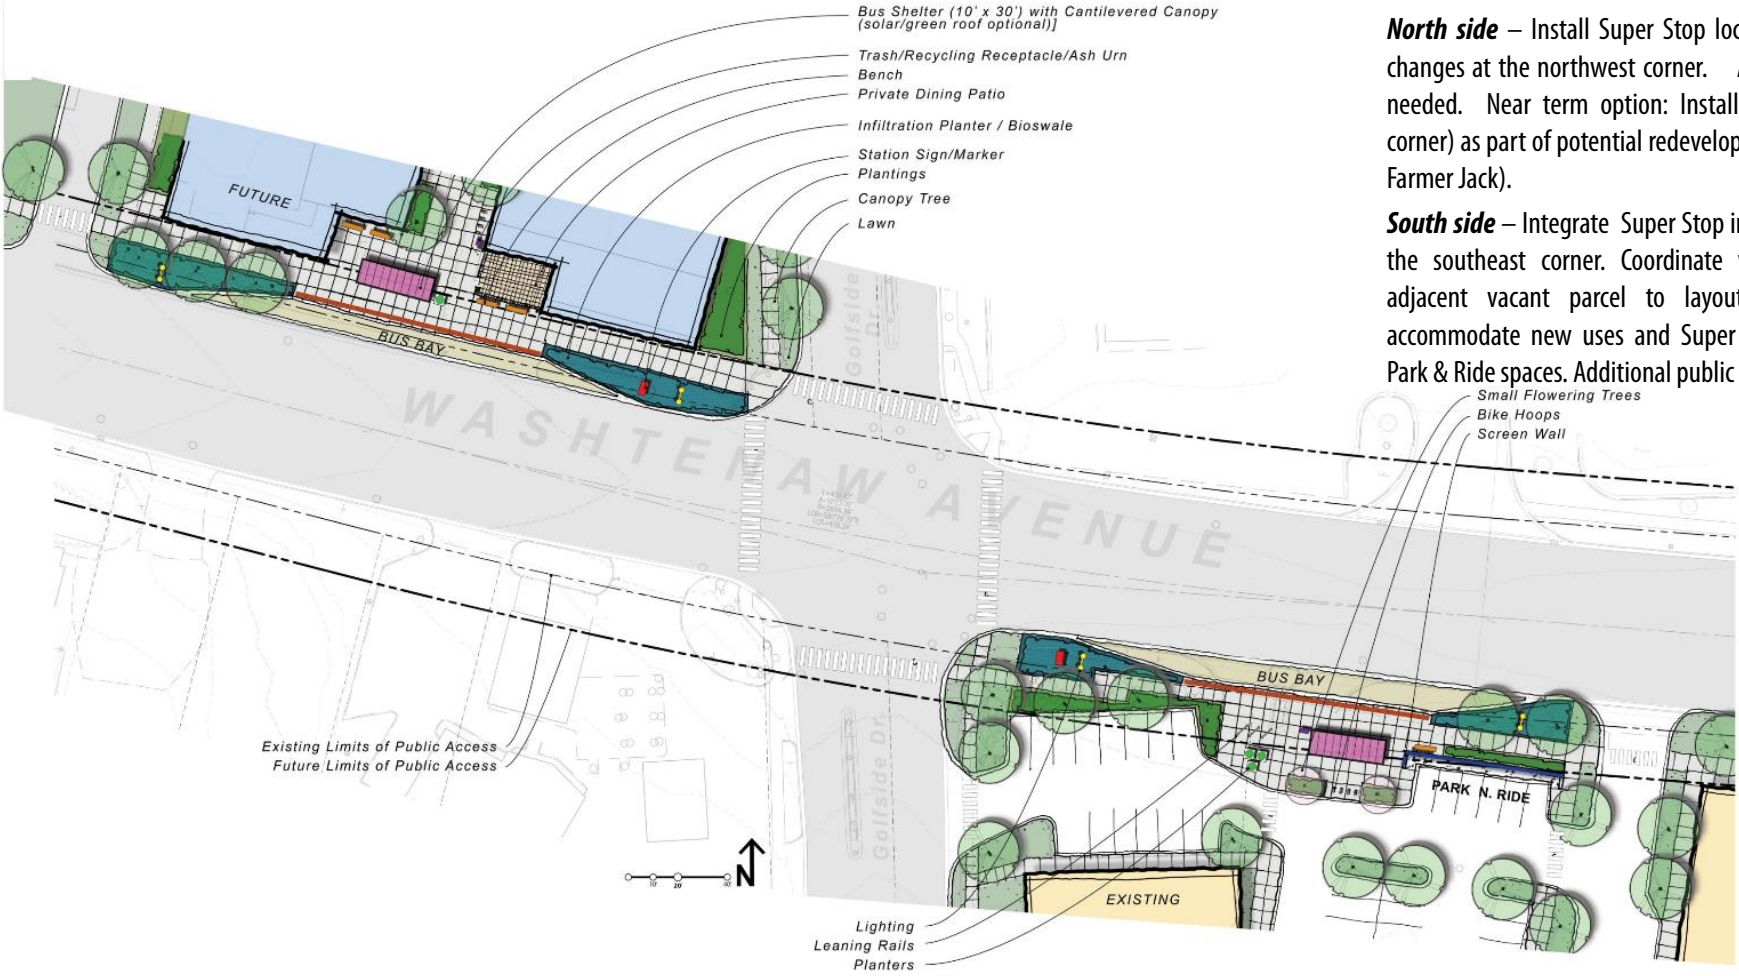 Bus Shelter (10' x 30') with Cantilevered Canopy
(solar/green roof optional)]
Trash/Recycling Receptacle/Ash Urn
Bench
Private Dining Patio
Infiltration Planter / Bioswale
Station Sign/Marker
Plantings
Canopy Tree
Lawn
North side – Install Super Stop loc
changes at the northwest corner.
needed. Near term option: Install
corner) as part of potential redevelop
Farmer Jack).
South side – Integrate Super Stop in
the southeast corner. Coordinate
adjacent vacant parcel to layout
accommodate new uses and Super
Park & Ride spaces. Additional public
Small Flowering Trees
Bike Hoops
Screen Wall
FUTURE
BUS BAY
Golfside
Dr.
WASHTENAW AVENUE
BUS BAY
PARK N. RIDE
Existing Limits of Public Access
Future Limits of Public Access
Golfside Dr.
N
10'
20'
40'
EXISTING
Lighting
Leaning Rails
Planters